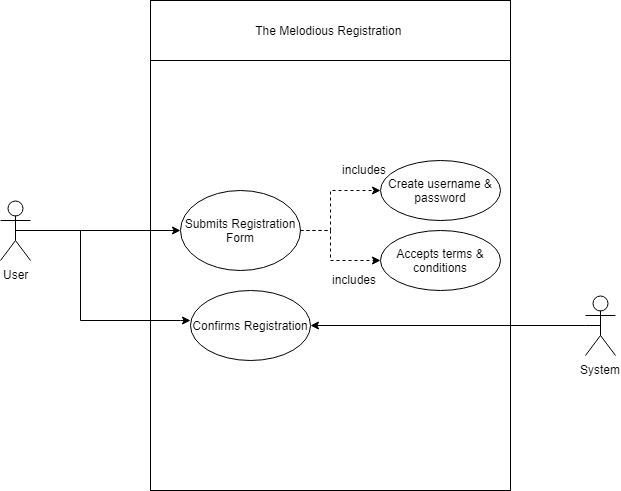 The Melodious Registration
includes
Create username &
password
Submits Registration
Form
Accepts terms &
conditions
User
includes
Confirms Registration
System